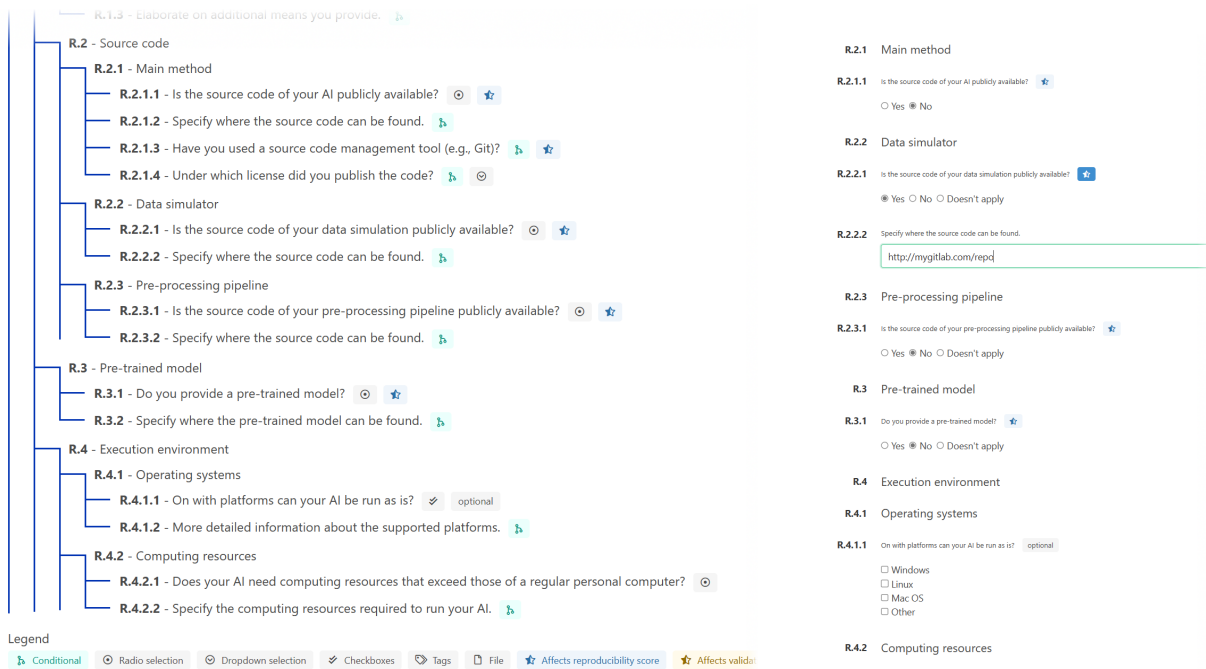 R.1.3 - Elaborate on additional means you provide.
R.2 - Source code
R.2.1 - Main method
R.2.1.1 - Is the source code of your AI publicly available?
R.2.1.2 - Specify where the source code can be found.
R.2.1.3 - Have you used a source code management tool (e.g., Git)?
R.2.1.4 - Under which license did you publish the code?
R.2.2 - Data simulator
R.2.2.1 - Is the source code of your data simulation publicly available?
R.2.2.2 - Specify where the source code can be found.
R.2.3 - Pre-processing pipeline
R.2.3.1 - Is the source code of your pre-processing pipeline publicly available?
R.2.3.2 - Specify where the source code can be found.
R.3 - Pre-trained model
R.3.1 - Do you provide a pre-trained model?
R.3.2 - Specify where the pre-trained model can be found.
R.4 - Execution environment
R.4.1 - Operating systems
R.4.1.1 - On with platforms can your AI be run as is? optional
R.4.1.2 - More detailed information about the supported platforms.
R.4.2 - Computing resources
R.4.2.1 - Does your AI need computing resources that exceed those of a regular personal computer?
R.4.2.2 - Specify the computing resources required to run your AI.
Legend
Conditional Radio selection Dropdown selection Checkboxes Tags File Affects reproducibility score Affects
R.2.1 Main method
R.2.1.1 Is the source code of your AI publicly available?
Yes No
R.2.2 Data simulator
R.2.2.1 Is the source code of your data simulation publicly available?
Yes No Doesn't apply
R.2.2.2 Specify where the source code can be found.
http://mygitlab.com/repo
R.2.3 Pre-processing pipeline
R.2.3.1 Is the source code of your pre-processing pipeline publicly available?
Yes No Doesn't apply
R.3 Pre-trained model
R.3.1 Do you provide a pre-trained model?
Yes No Doesn't apply
R.4 Execution environment
R.4.1 Operating systems
R.4.1.1 On with platforms can your AI be run as is? optional
Windows
Linux
Mac OS
Other
R.4.2 Computing resources